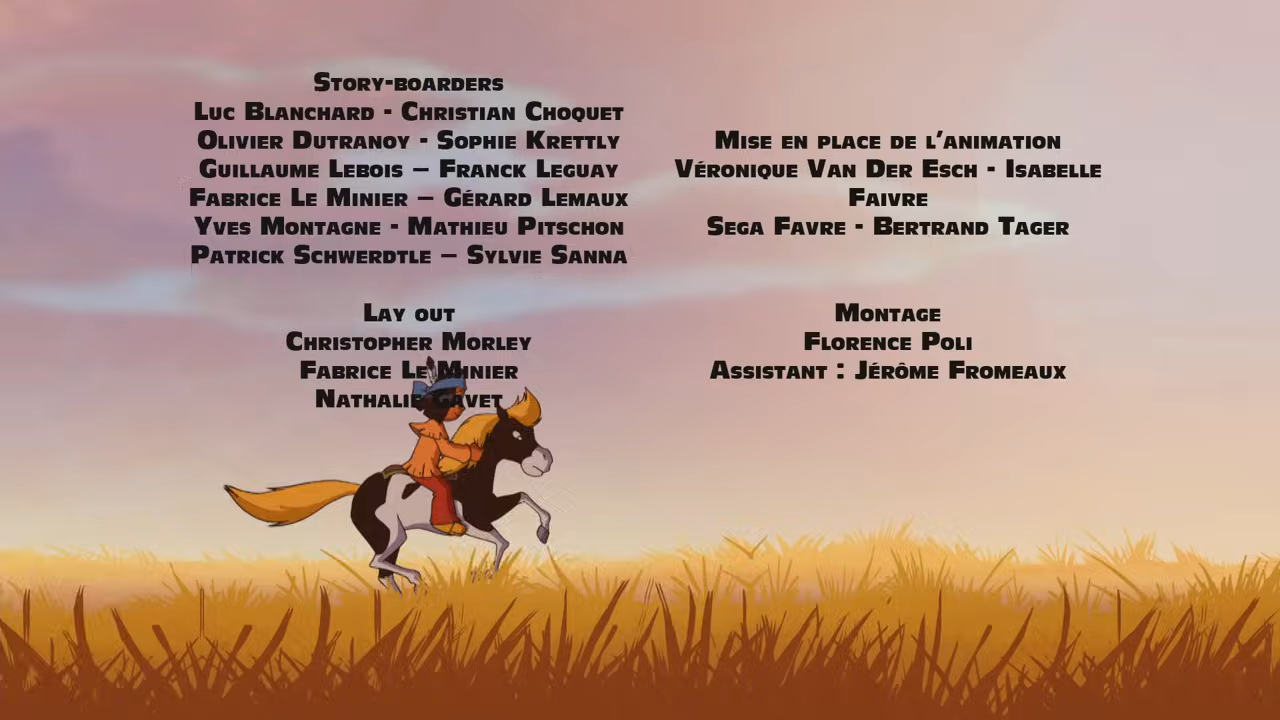 Story-boarders
Luc Blanchard - Christian Choquet
Olivier Dutranoy - Sophie Krettly
Guillaume Lebois – Franck Leguay
Fabrice Le Minier – Gérard Lemaux
Yves Montagne - Mathieu Pitschon
Patrick Schwerdtle – Sylvie Sanna
Lay out
Christopher Morley
Fabrice Le Minier
Nathalie
Mise en place de l'animation
Véronique Van Der Esch - Isabelle
Faivre
Sega Favre - Bertrand Tager
Montage
Florence Poli
Assistant : Jérôme Fromeaux